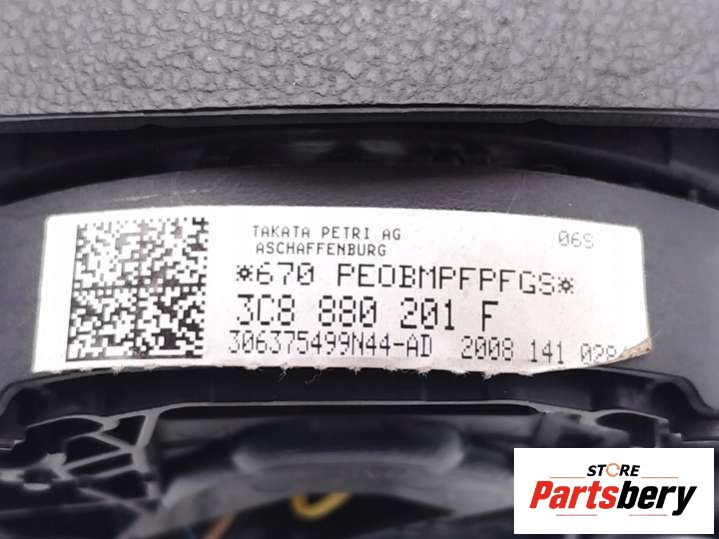 TAKATA PETRI AG
ASCHAFFENBURG
06S
*670 PEOBMPFPFGS*
3C8 880 201 F
306375499N44-AD 2008 141
STORE
Partsbery